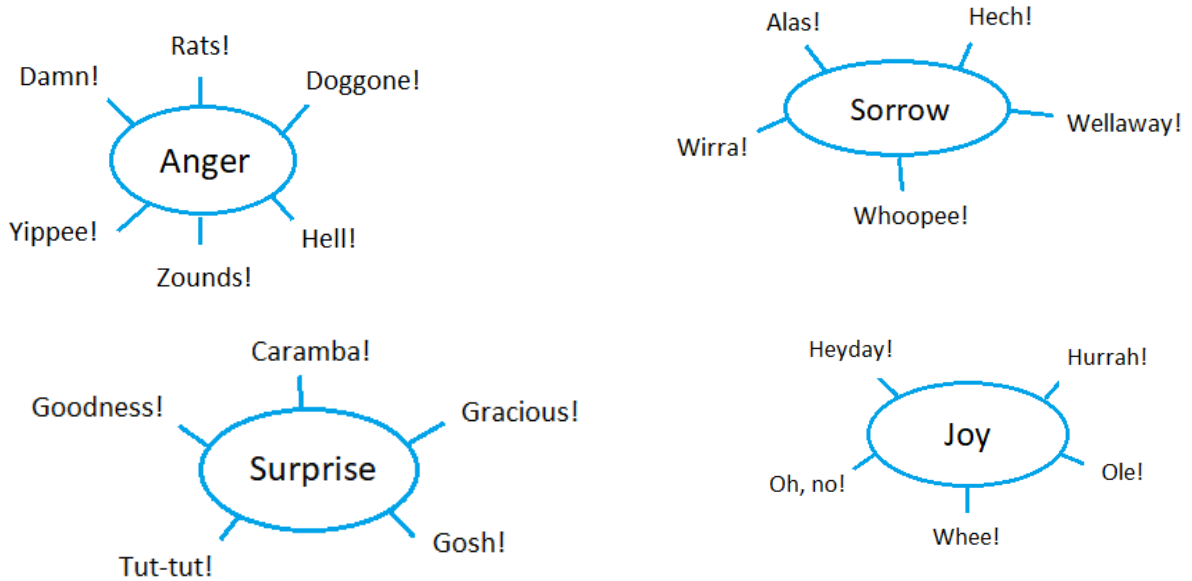 Rats!
Damn!
Doggone!
Anger
Yippee!
Hell!
Zounds!
Alas!
Hech!
Sorrow
Wellaway!
Wirra!
Whoopee!
Caramba!
Goodness!
Gracious!
Surprise
Gosh!
Tut-tut!
Heyday!
Hurrah!
Joy
Oh, no!
Ole!
Whee!